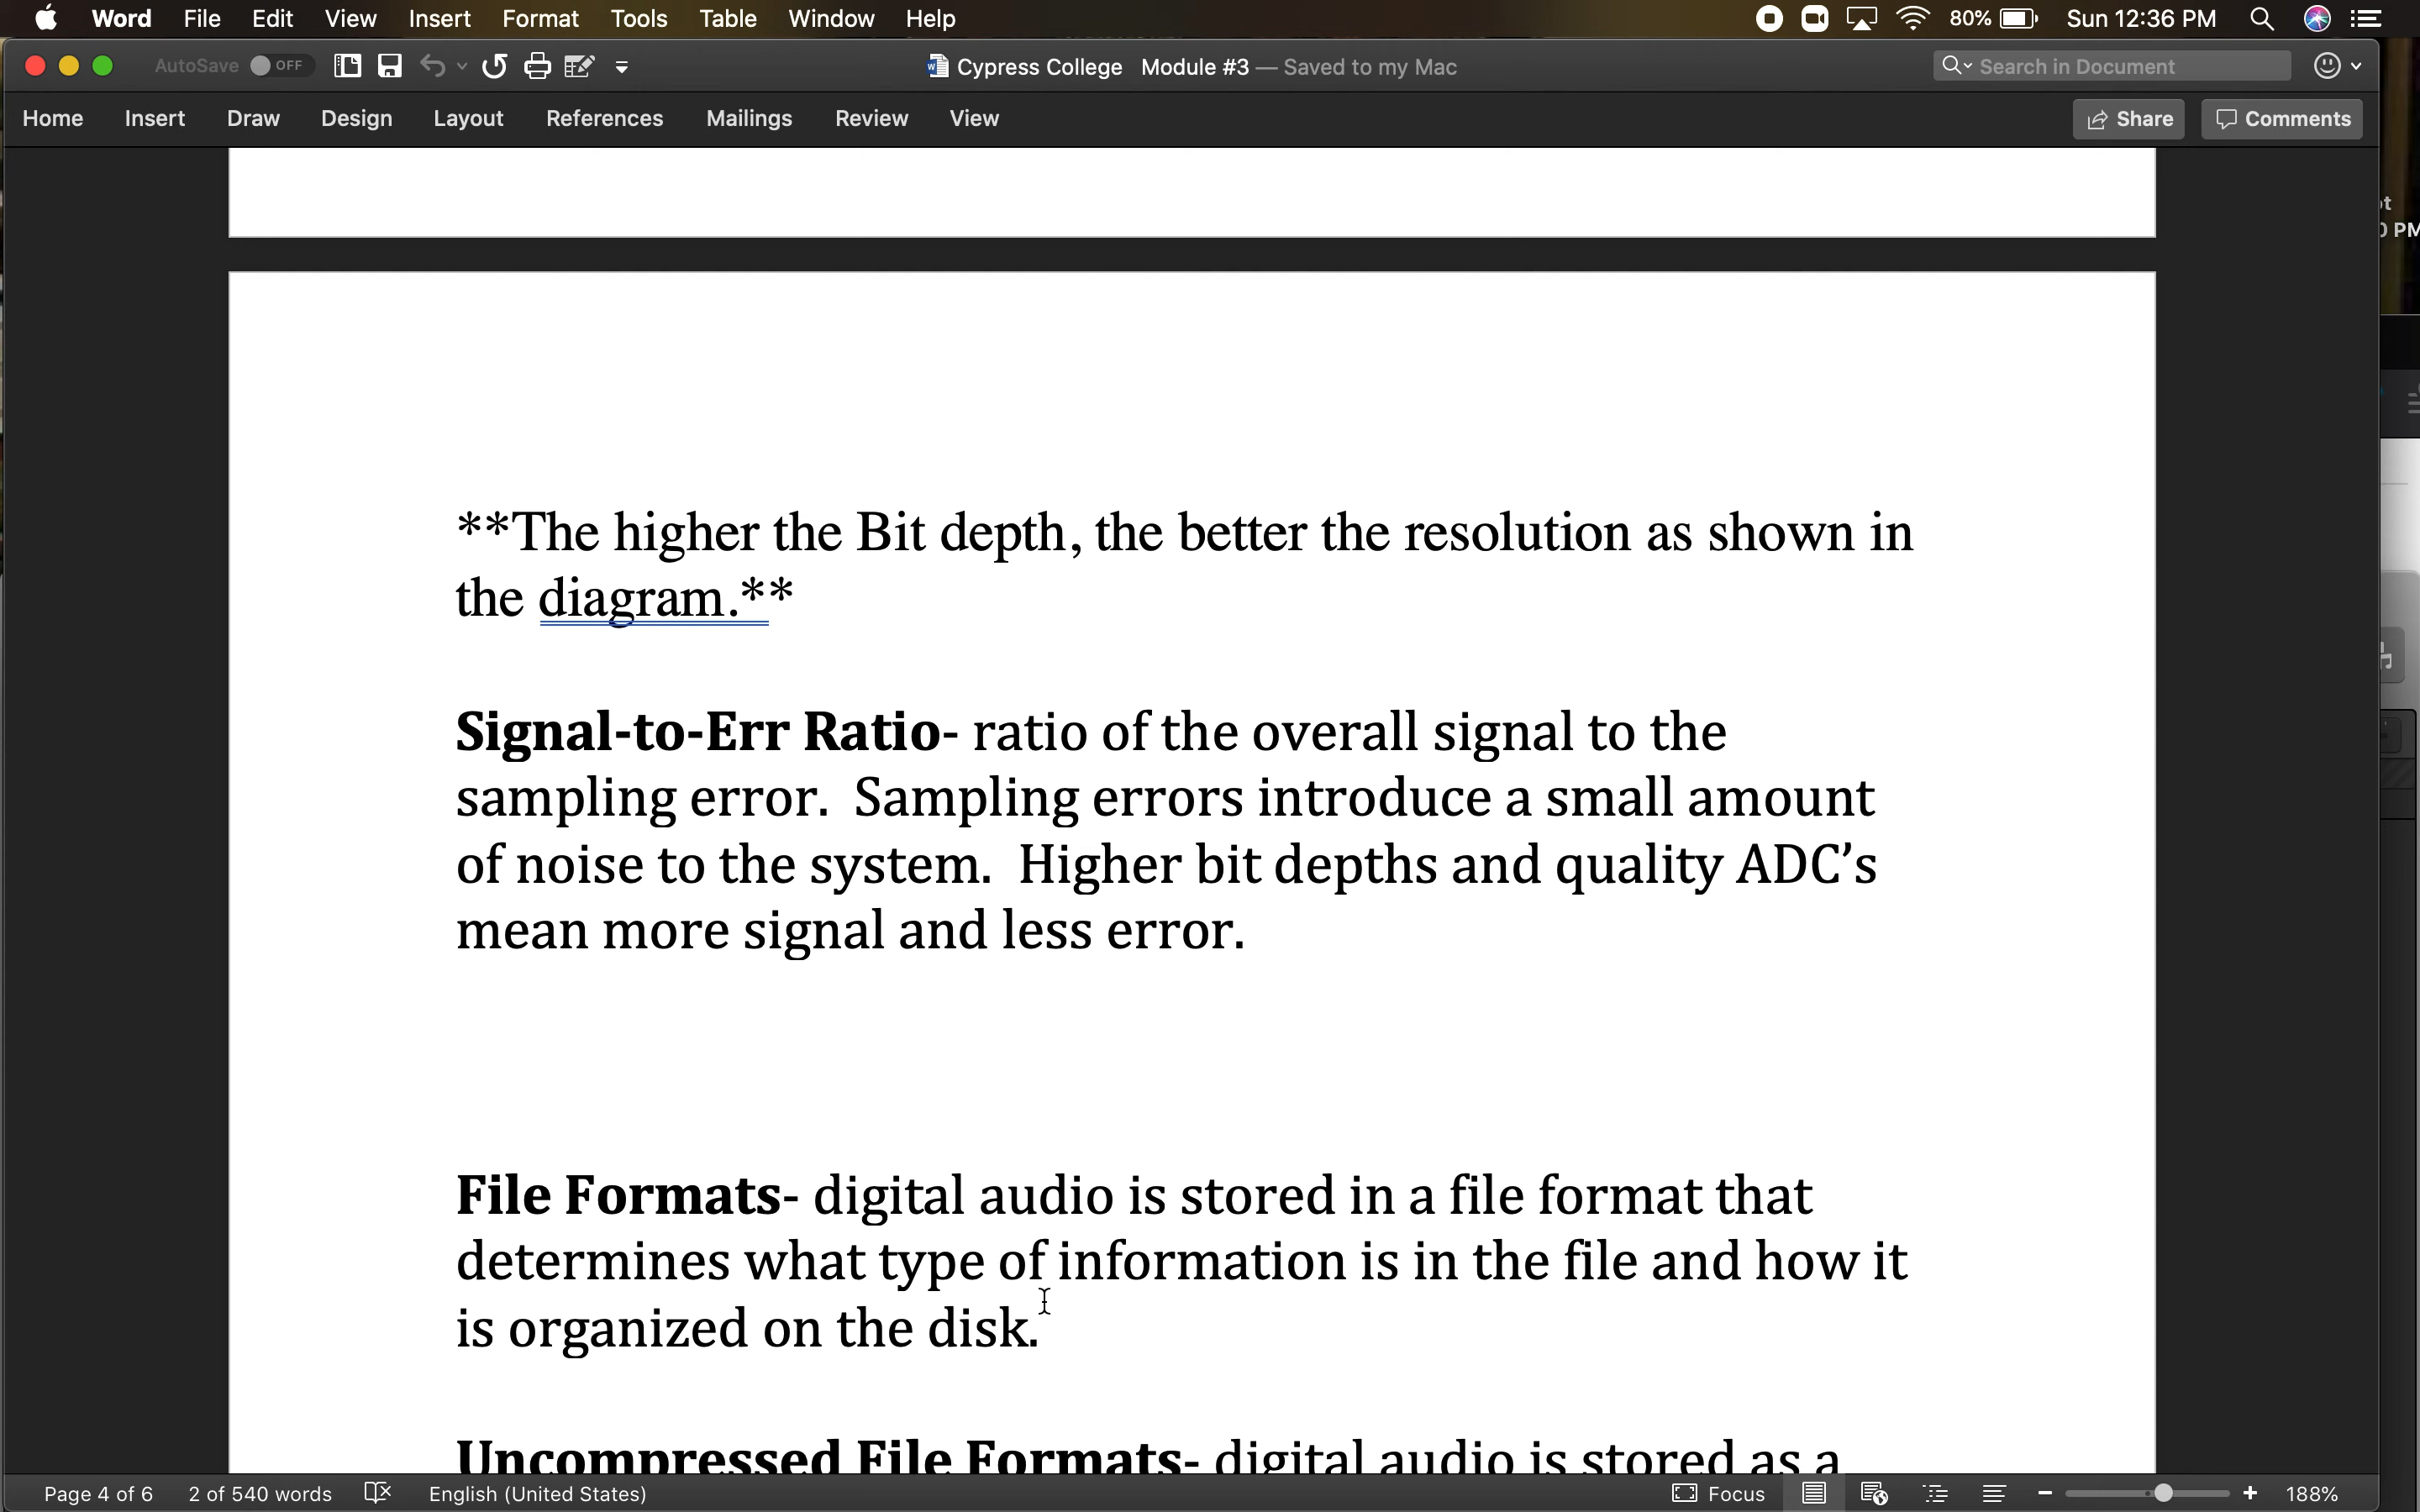 Word File Edit View Insert Format Tools Table Window Help 80% Sun 12:36 PM
AutoSave OFF Cypress College Module #3 — Saved to my Mac Search in Document
Home Insert Draw Design Layout References Mailings Review View Share Comments
PM
**The higher the Bit depth, the better the resolution as shown in
the diagram.**
Signal-to-Err Ratio- ratio of the overall signal to the
sampling error. Sampling errors introduce a small amount
of noise to the system. Higher bit depths and quality ADC’s
mean more signal and less error.
File Formats- digital audio is stored in a file format that
determines what type of information is in the file and how it
is organized on the disk.
Uncompressed File Formats- digital audio is stored as a
Page 4 of 6 2 of 540 words English (United States) Focus 188%